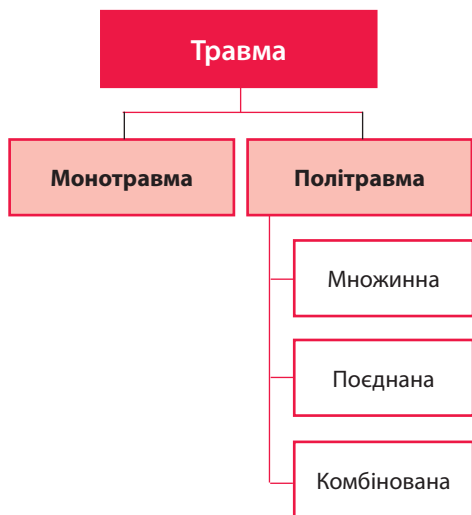 Травма
Монотравма
Політравма
Множинна
Поєднана
Комбінована